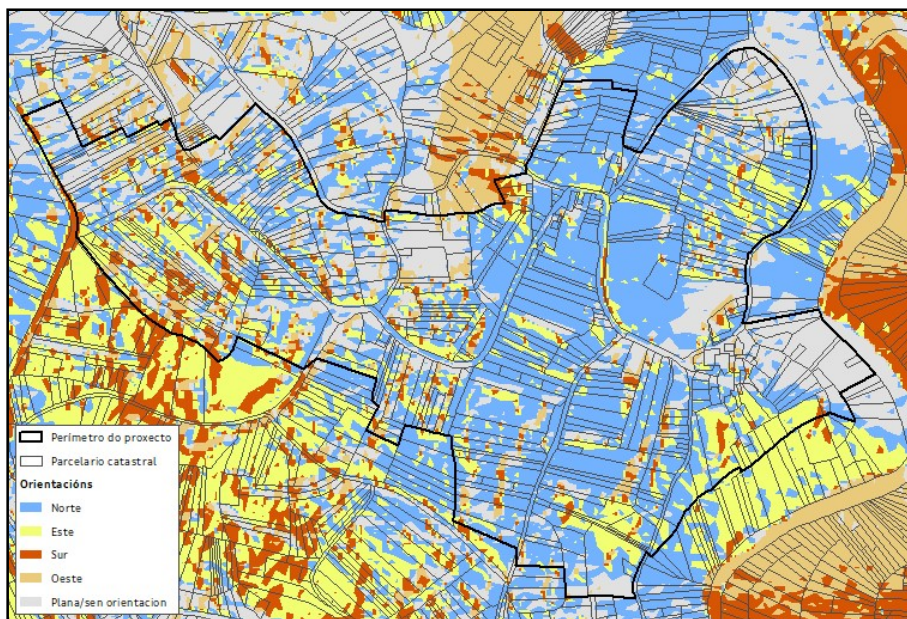 Perímetro do proxecto
Parcelario catastral
Orientacións
Norte
Este
Sur
Oeste
Plana/sen orientacion